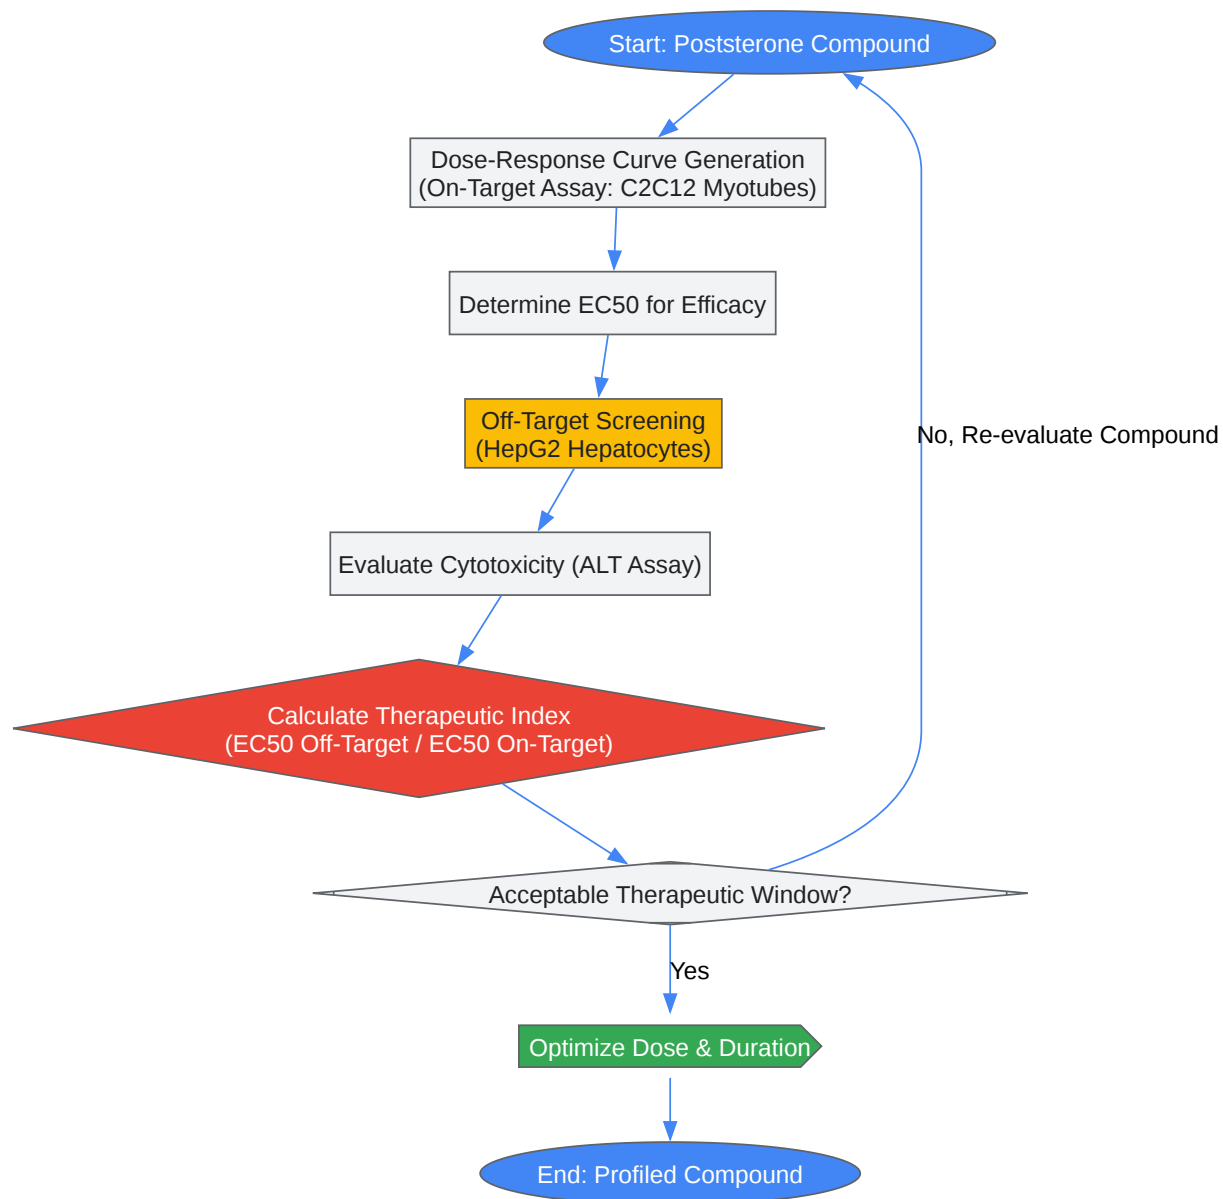 Start: Poststerone Compound
Dose-Response Curve Generation
(On-Target Assay: C2C12 Myotubes)
Determine EC50 for Efficacy
Off-Target Screening
(HepG2 Hepatocytes)
No, Re-evaluate Compound
Evaluate Cytotoxicity (ALT Assay)
Calculate Therapeutic Index
(EC50 Off-Target / EC50 On-Target)
Acceptable Therapeutic Window?
Yes
Optimize Dose & Duration
End: Profiled Compound